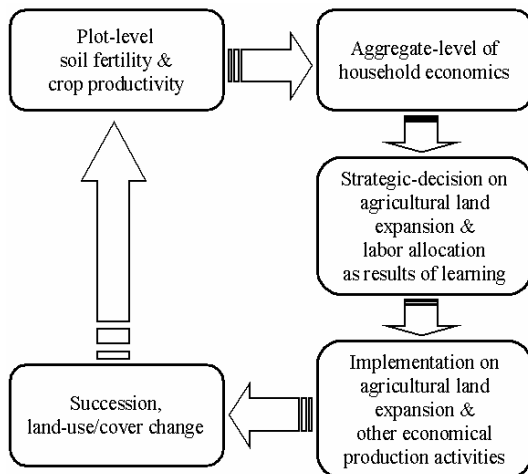 Plot-level
soil fertility &
crop productivity
Aggregate-level of
household economics
Strategic-decision on
agricultural land
expansion &
labor allocation
as results of learning
Implementation on
agricultural land
expansion &
other economical
production activities
Succession,
land-use/cover change